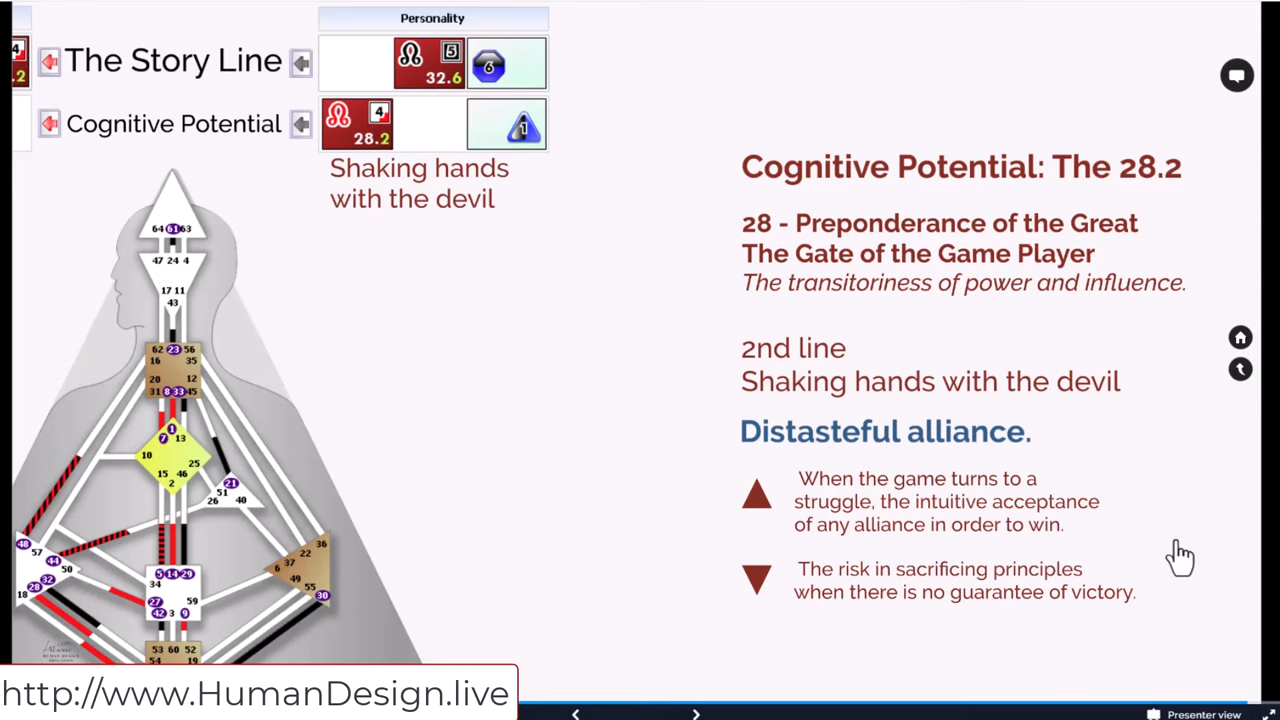 Personality
4
.2
The Story Line
5
32.6
6
Cognitive Potential
4
28.2
1
Shaking hands
with the devil
Cognitive Potential: The 28.2
28 - Preponderance of the Great
The Gate of the Game Player
The transitoriness of power and influence.
2nd line
Shaking hands with the devil
Distasteful alliance.
When the game turns to a
struggle, the intuitive acceptance
of any alliance in order to win.
The risk in sacrificing principles
when there is no guarantee of victory.
64 61 63
47 24 4
17 11
43
62 23 56
16 35
20 12
31 8 33 45
1
7 13
10 25
15 46
2
21
51
26 40
48
57
44
50
32
28
18
5 14 29
34
27 59
42 3 9
36
22
37
6
49
55
30
53 60 52
54 19
http://www.HumanDesign.live
Presenter view